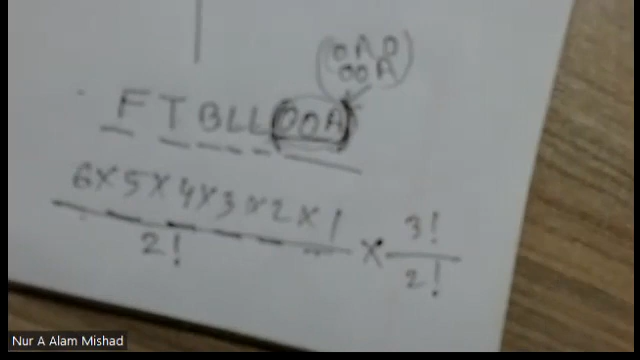 OAO
OOA
FTBLLOOA
6×5×4×3×2×1
2!
× 3!
2!
Nur A Alam Mishad